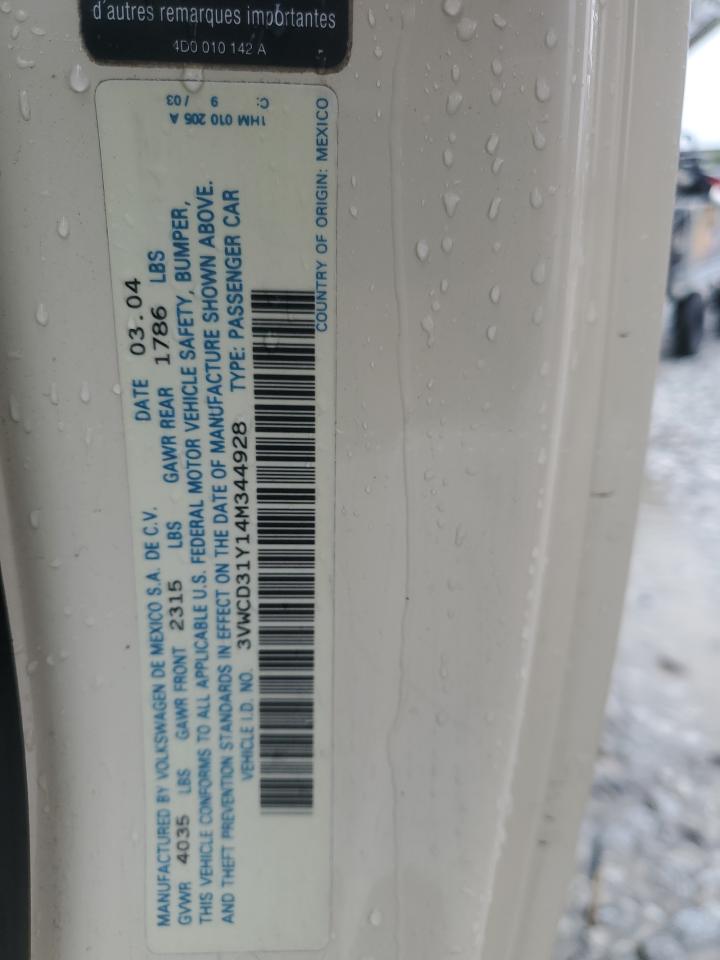 d'autres remarques importantes
4D0 010 142 A
MANUFACTURED BY VOLKSWAGEN DE MEXICO S.A. DE C.V. DATE 03.04
GVWR 4035 LBS GAWR FRONT 2315 LBS GAWR REAR 1786 LBS
THIS VEHICLE CONFORMS TO ALL APPLICABLE U.S. FEDERAL MOTOR VEHICLE SAFETY, BUMPER,
AND THEFT PREVENTION STANDARDS IN EFFECT ON THE DATE OF MANUFACTURE SHOWN ABOVE.
VEHICLE I.D. NO. 3VWCD31Y14M344928 TYPE: PASSENGER CAR
COUNTRY OF ORIGIN: MEXICO
1HM 010 205 A
C: 9 / 03